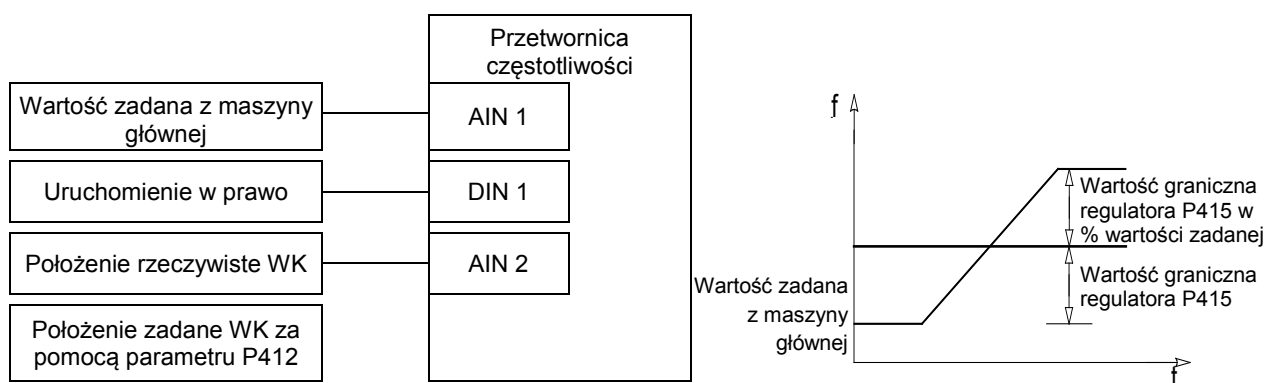 Przetwornica
częstotliwości
Wartość zadana z maszyny
głównej
AIN 1
Uruchomienie w prawo
DIN 1
Położenie rzeczywiste WK
AIN 2
Położenie zadane WK za
pomocą parametru P412
f
Wartość graniczna
regulatora P415 w
% wartości zadanej
Wartość graniczna
regulatora P415
Wartość zadana
z maszyny
głównej
f